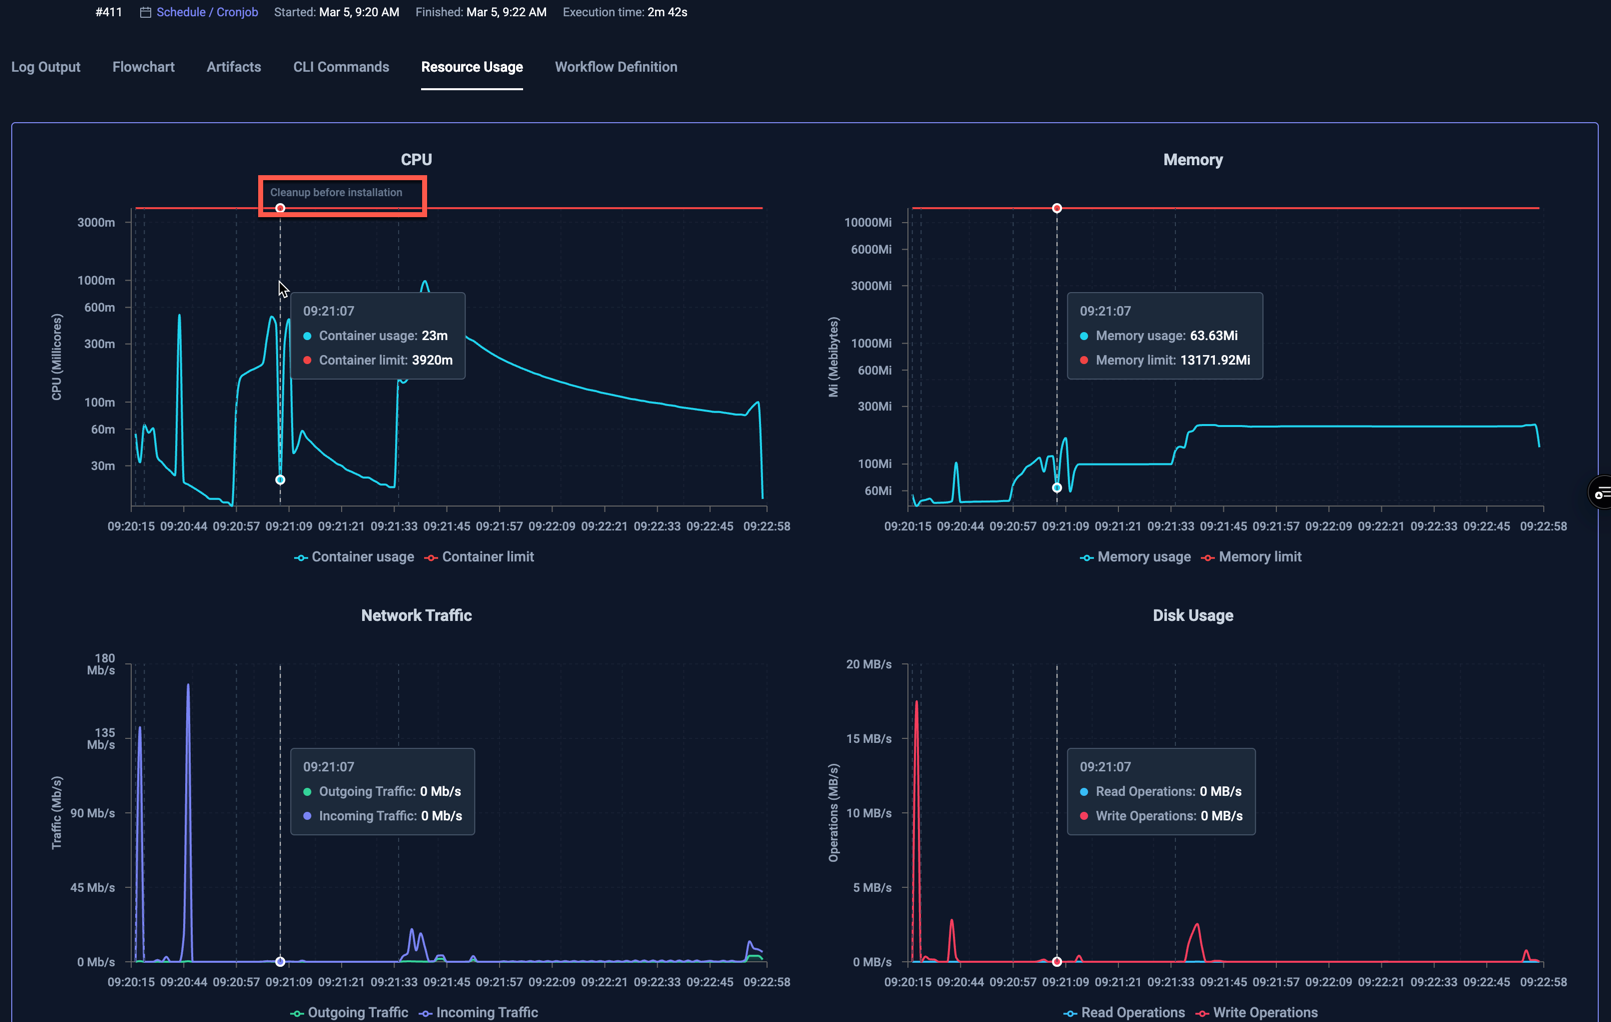 #411 Schedule / Cronjob Started: Mar 5, 9:20 AM Finished: Mar 5, 9:22 AM Execution time: 2m 42s
Log Output Flowchart Artifacts CLI Commands Resource Usage Workflow Definition
CPU
Cleanup before installation
3000m
1000m
600m
300m
100m
60m
30m
CPU (Millicores)
09:21:07
Container usage: 23m
Container limit: 3920m
09:20:15 09:20:44 09:20:57 09:21:09 09:21:21 09:21:33 09:21:45 09:21:57 09:22:09 09:22:21 09:22:33 09:22:45 09:22:58
Container usage Container limit
Memory
10000Mi
6000Mi
3000Mi
1000Mi
600Mi
300Mi
100Mi
60Mi
Mi (Mebibytes)
09:21:07
Memory usage: 63.63Mi
Memory limit: 13171.92Mi
09:20:15 09:20:44 09:20:57 09:21:09 09:21:21 09:21:33 09:21:45 09:21:57 09:22:09 09:22:21 09:22:33 09:22:45 09:22:58
Memory usage Memory limit
Network Traffic
180
Mb/s
135
Mb/s
90 Mb/s
45 Mb/s
0 Mb/s
Traffic (Mb/s)
09:21:07
Outgoing Traffic: 0 Mb/s
Incoming Traffic: 0 Mb/s
09:20:15 09:20:44 09:20:57 09:21:09 09:21:21 09:21:33 09:21:45 09:21:57 09:22:09 09:22:21 09:22:33 09:22:45 09:22:58
Outgoing Traffic Incoming Traffic
Disk Usage
20 MB/s
15 MB/s
10 MB/s
5 MB/s
0 MB/s
Operations (MB/s)
09:21:07
Read Operations: 0 MB/s
Write Operations: 0 MB/s
09:20:15 09:20:44 09:20:57 09:21:09 09:21:21 09:21:33 09:21:45 09:21:57 09:22:09 09:22:21 09:22:33 09:22:45 09:22:58
Read Operations Write Operations